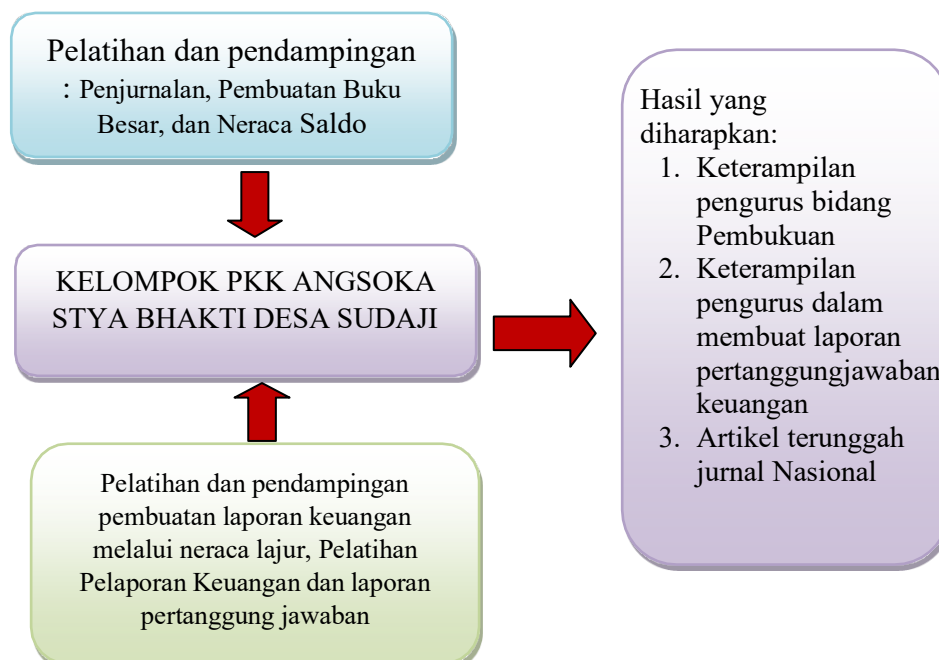 Pelatihan dan pendampingan
: Penjurnalan, Pembuatan Buku
Besar, dan Neraca Saldo
KELOMPOK PKK ANGSOKA
STYA BHAKTI DESA SUDAJI
Pelatihan dan pendampingan
pembuatan laporan keuangan
melalui neraca lajur, Pelatihan
Pelaporan Keuangan dan laporan
pertanggung jawaban
Hasil yang
diharapkan:
1. Keterampilan
pengurus bidang
Pembukuan
2. Keterampilan
pengurus dalam
membuat laporan
pertanggungjawaban
keuangan
3. Artikel terunggah
jurnal Nasional